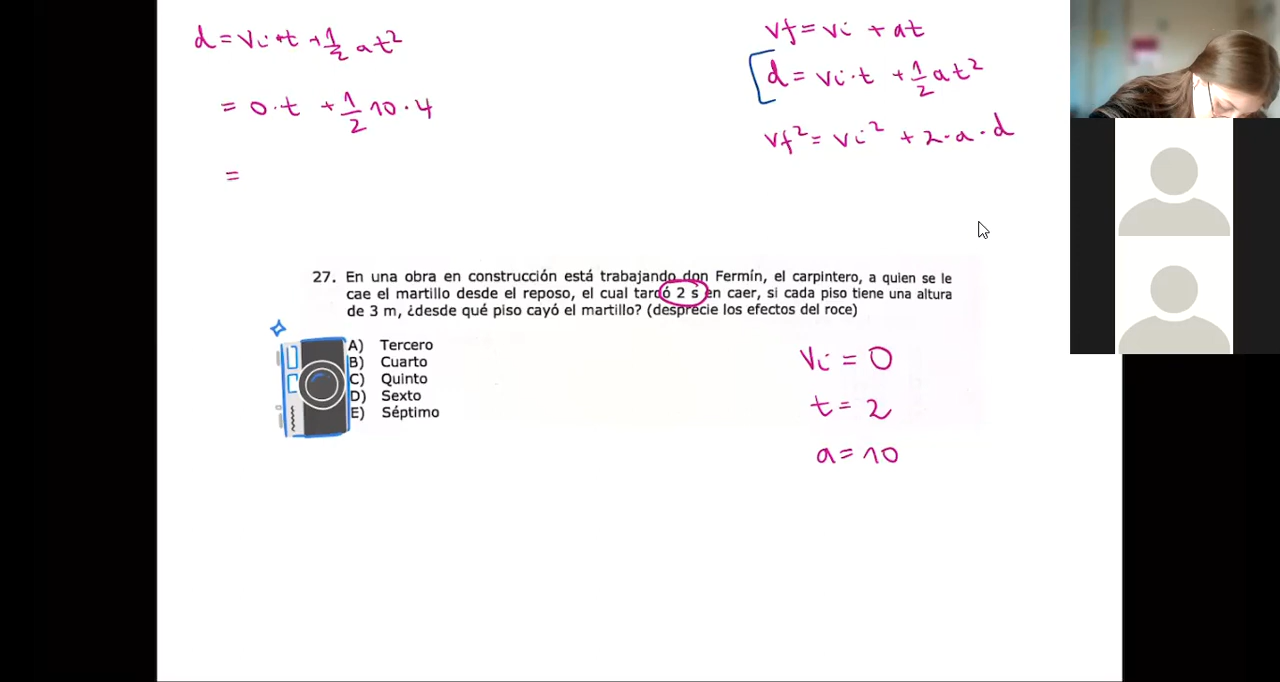 d = vi · t + 1/2 at²
= 0 · t + 1/2 10 · 4
=
vf = vi + at
d = vi · t + 1/2 at²
vf² = vi² + 2 · a · d
27. En una obra en construcción está trabajando don Fermín, el carpintero, a quien se le
cae el martillo desde el reposo, el cual tardó 2 s en caer, si cada piso tiene una altura
de 3 m, ¿desde qué piso cayó el martillo? (desprecie los efectos del roce)
A) Tercero
B) Cuarto
C) Quinto
D) Sexto
E) Séptimo
vi = 0
t = 2
a = 10